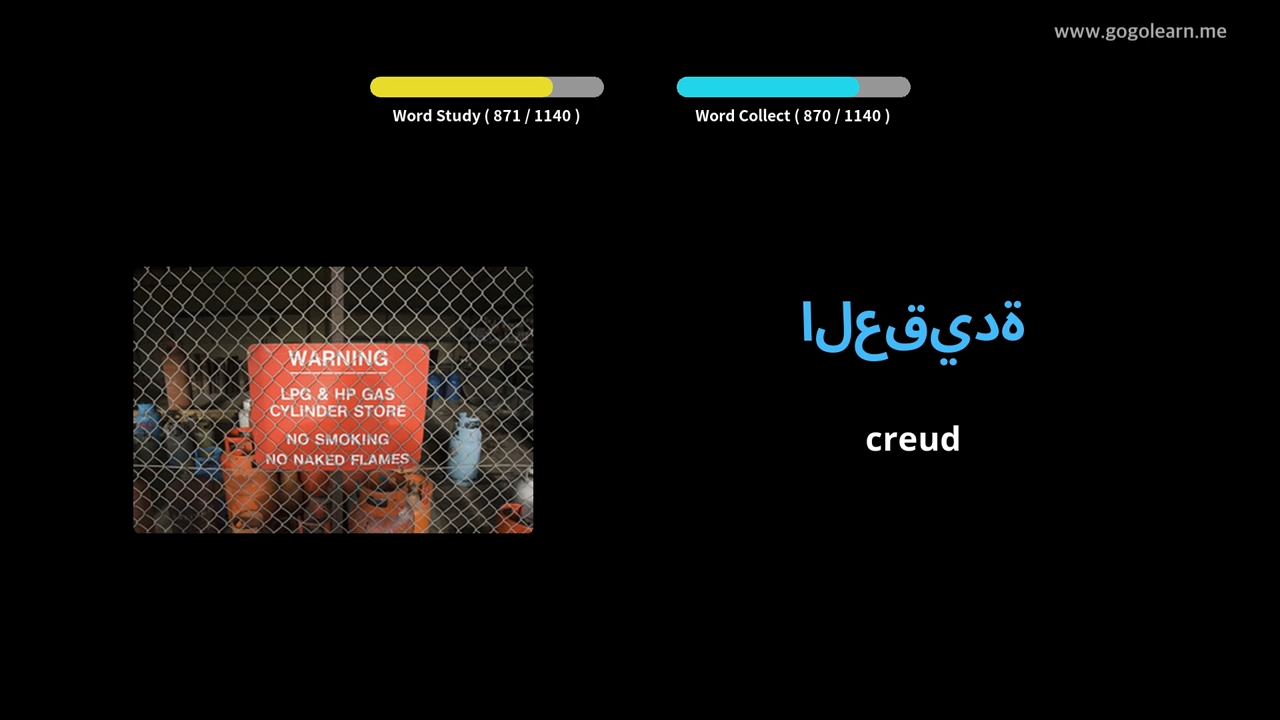 www.gogolearn.me
Word Study ( 871 / 1140 )
Word Collect ( 870 / 1140 )
WARNING
LPG & HP GAS
CYLINDER STORE
NO SMOKING
NO NAKED FLAMES
ةديقعلا
creud